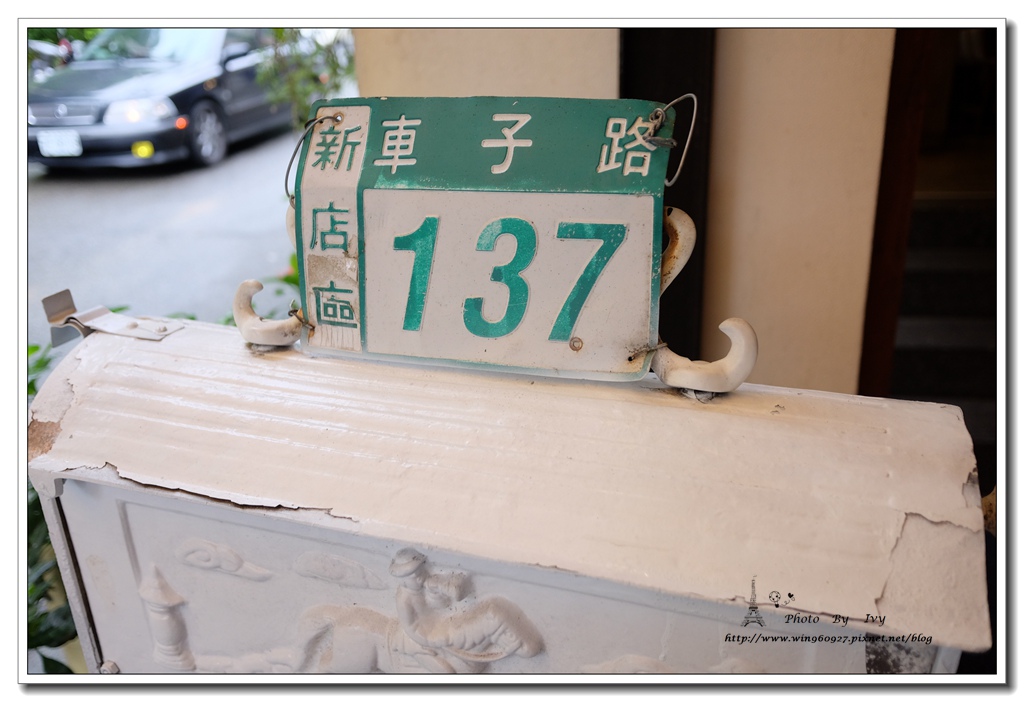 新店區
車子路
137
Photo By Ivy
http://www.win960927.pixnet.net/blog